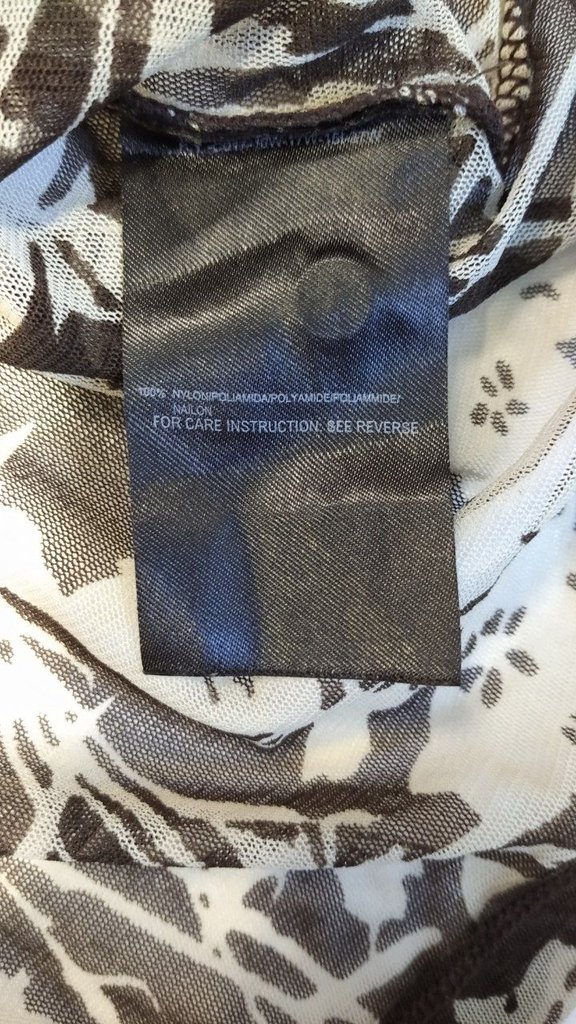 100% NYLON/POLIAMIDA/POLYAMIDE/POLIAMMIDE/
NAILON
FOR CARE INSTRUCTION. SEE REVERSE